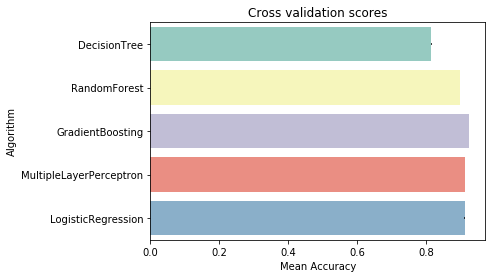 Cross validation scores
Algorithm
DecisionTree
RandomForest
GradientBoosting
MultipleLayerPerceptron
LogisticRegression
0.0 0.2 0.4 0.6 0.8
Mean Accuracy